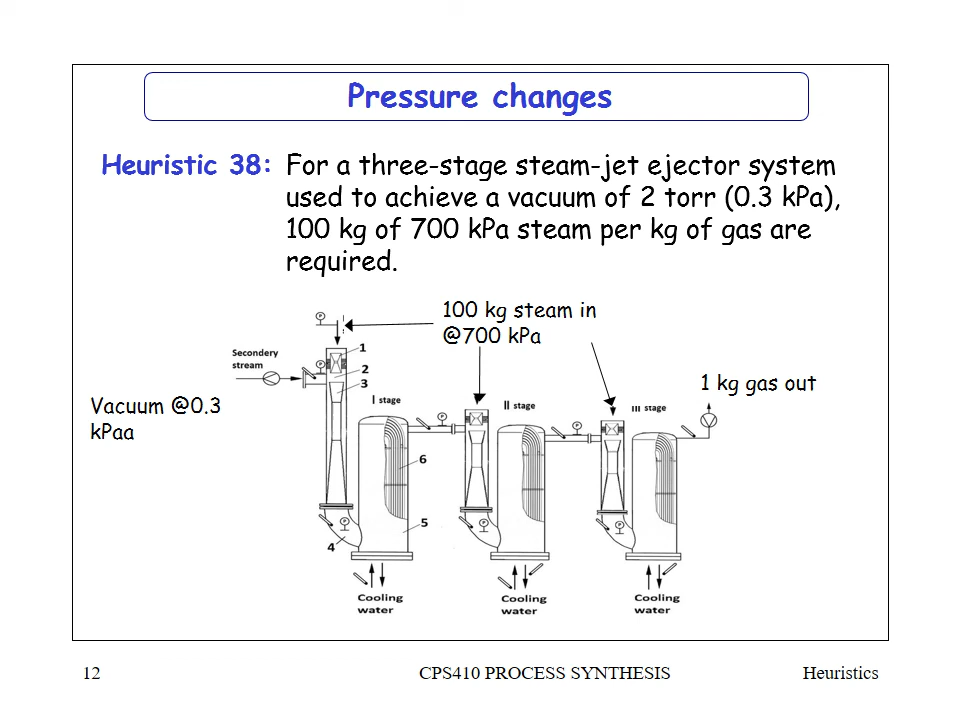 Pressure changes
Heuristic 38: For a three-stage steam-jet ejector system
used to achieve a vacuum of 2 torr (0.3 kPa),
100 kg of 700 kPa steam per kg of gas are
required.
100 kg steam in
@700 kPa
P
1
Secondery
stream
P
2
3
1 kg gas out
Vacuum @0.3
kPaa
I stage
II stage
III stage
P
P
6
P
P
P
5
4
Cooling
water
Cooling
water
Cooling
water
12
CPS410 PROCESS SYNTHESIS
Heuristics